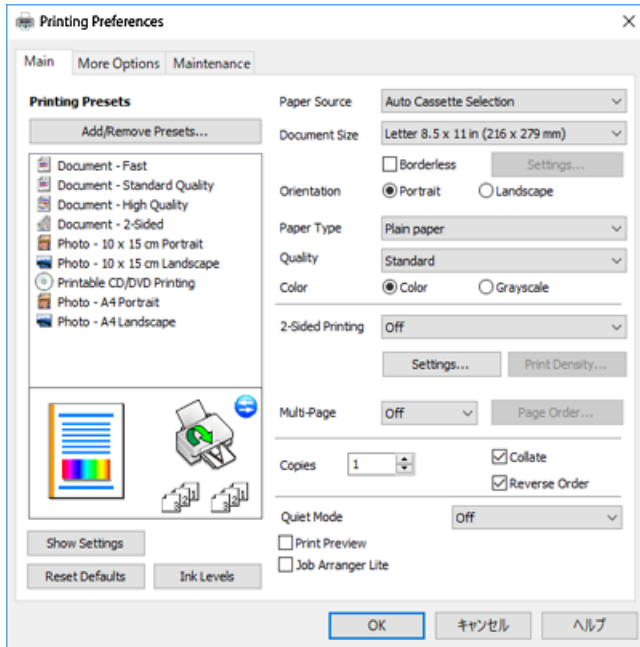 Printing Preferences
Main
More Options
Maintenance
Printing Presets
Add/Remove Presets...
Document - Fast
Document - Standard Quality
Document - High Quality
Document - 2-Sided
Photo - 10 x 15 cm Portrait
Photo - 10 x 15 cm Landscape
Printable CD/DVD Printing
Photo - A4 Portrait
Photo - A4 Landscape
Show Settings
Reset Defaults
Ink Levels
Paper Source
Auto Cassette Selection
Document Size
Letter 8.5 x 11 in (216 x 279 mm)
Borderless
Settings...
Orientation
Portrait
Landscape
Paper Type
Plain paper
Quality
Standard
Color
Color
Grayscale
2-Sided Printing
Off
Settings...
Print Density...
Multi-Page
Off
Page Order...
Copies
1
Collate
Reverse Order
Quiet Mode
Off
Print Preview
Job Arranger Lite
OK
キャンセル
ヘルプ